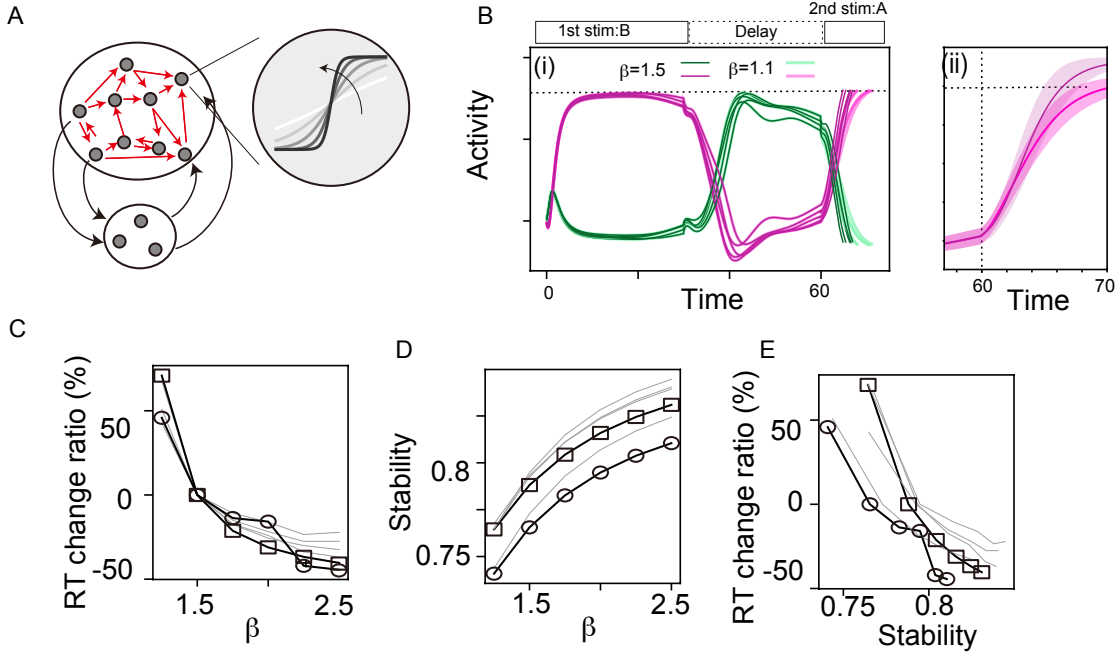 A
B
1st stim:B
Delay
2nd stim:A
(i)
β=1.5
β=1.1
(ii)
Activity
0
60
Time
60
70
Time
C
RT change ratio (%)
50
0
-50
1.5
2.5
β
D
Stability
0.8
0.75
1.5
2.5
β
E
RT change ratio (%)
50
0
-50
0.75
0.8
Stability